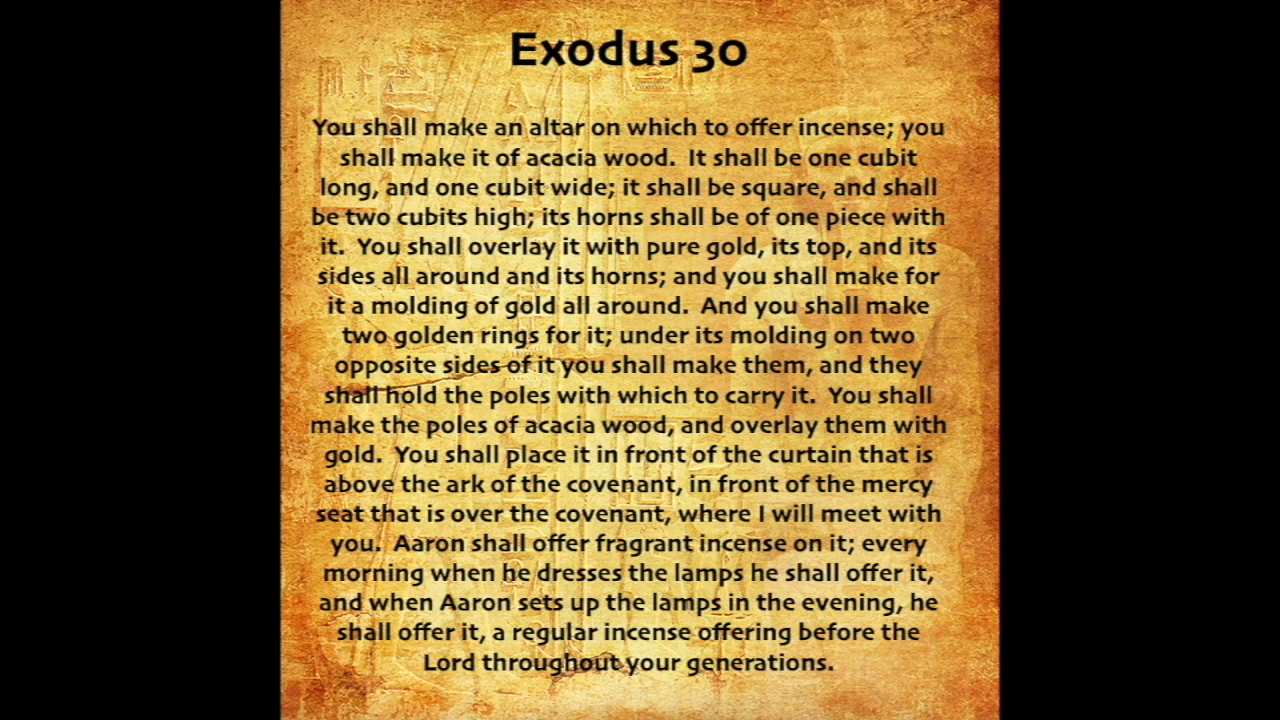 Exodus 30
You shall make an altar on which to offer incense; you
shall make it of acacia wood.  It shall be one cubit
long, and one cubit wide; it shall be square, and shall
be two cubits high; its horns shall be of one piece with
it.  You shall overlay it with pure gold, its top, and its
sides all around and its horns; and you shall make for
it a molding of gold all around.  And you shall make
two golden rings for it; under its molding on two
opposite sides of it you shall make them, and they
shall hold the poles with which to carry it.  You shall
make the poles of acacia wood, and overlay them with
gold.  You shall place it in front of the curtain that is
above the ark of the covenant, in front of the mercy
seat that is over the covenant, where I will meet with
you.  Aaron shall offer fragrant incense on it; every
morning when he dresses the lamps he shall offer it,
and when Aaron sets up the lamps in the evening, he
shall offer it, a regular incense offering before the
Lord throughout your generations.